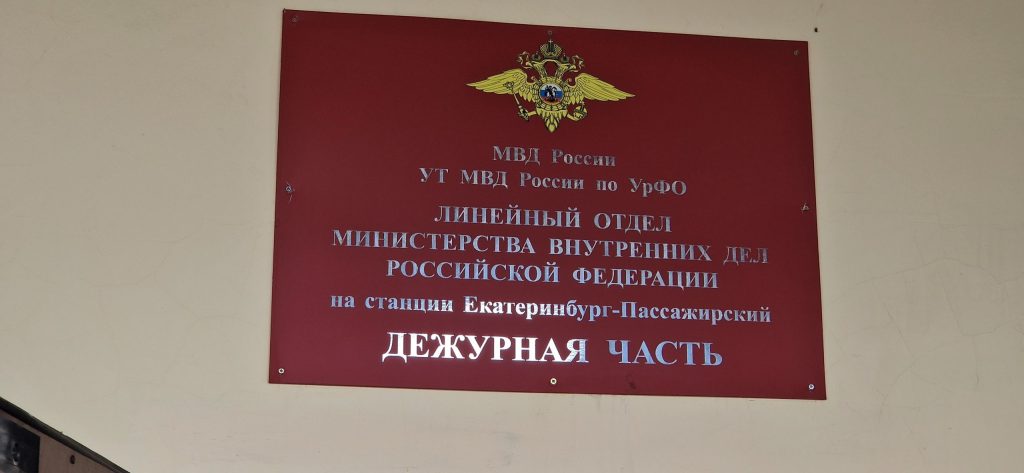 МВД России
УТ МВД России по УрФО
ЛИНЕЙНЫЙ ОТДЕЛ
МИНИСТЕРСТВА ВНУТРЕННИХ ДЕЛ
РОССИЙСКОЙ ФЕДЕРАЦИИ
на станции Екатеринбург-Пассажирский
ДЕЖУРНАЯ ЧАСТЬ